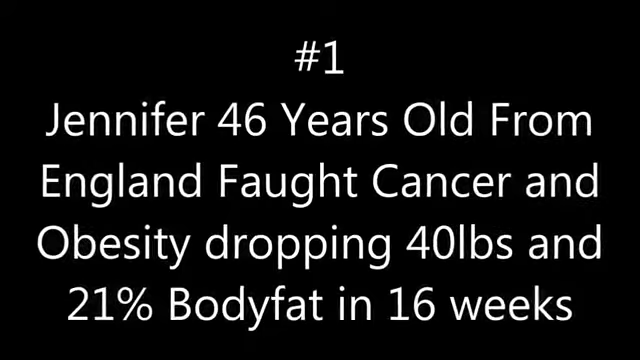 #1
Jennifer 46 Years Old From
England Faught Cancer and
Obesity dropping 40lbs and
21% Bodyfat in 16 weeks